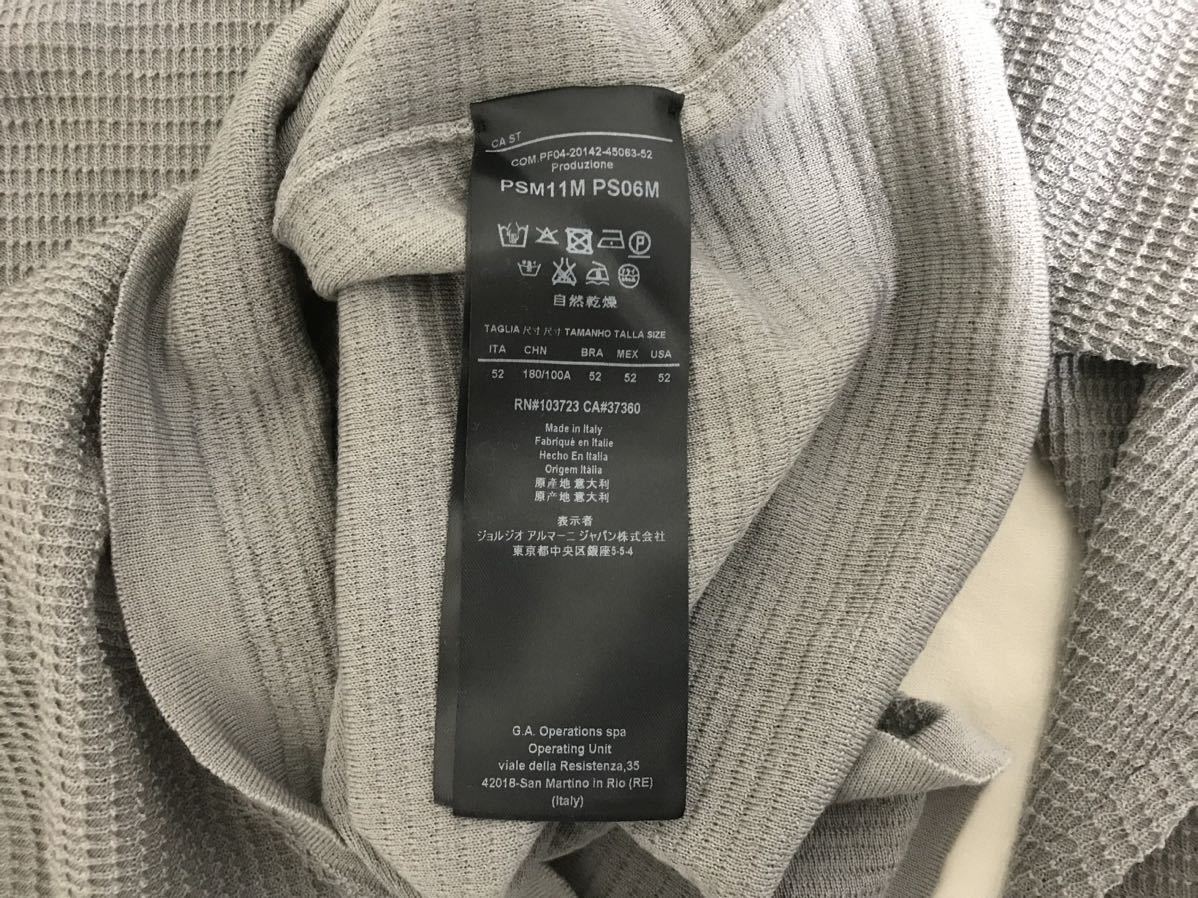 CA ST
COM.PF04-20142-45063-52
Produzione
PSM11M PS06M
自然乾燥
TAGLIA 尺寸 尺寸 TAMANHO TALLA SIZE
ITA CHN BRA MEX USA
52 180/100A 52 52 52
RN#103723 CA#37360
Made in Italy
Fabriqué en Italie
Hecho En Italia
Origem Itália
原產地 意大利
原产地 意大利
表示者
ジョルジオ アルマーニ ジャパン株式会社
東京都中央区銀座5-5-4
G.A. Operations spa
Operating Unit
viale della Resistenza,35
42018-San Martino in Rio (RE)
(Italy)